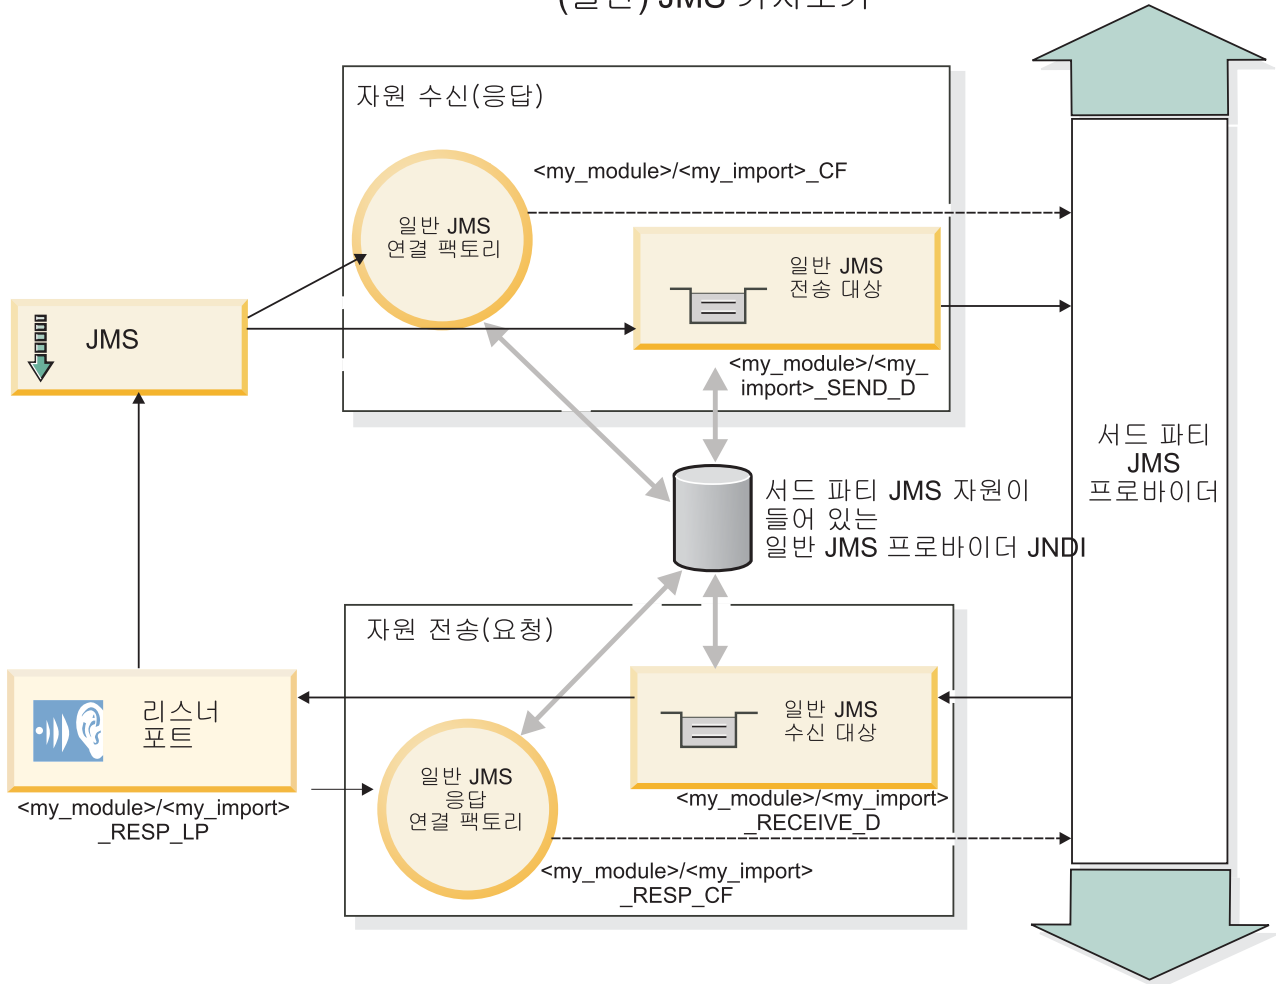 자원 수신(응답)
<my_module>/<my_import>_CF
일반 JMS
연결 팩토리
일반 JMS
전송 대상
JMS
<my_module>/<my_
import>_SEND_D
서드 파티
JMS
프로바이더
서드 파티 JMS 자원이
들어 있는
일반 JMS 프로바이더 JNDI
자원 전송(요청)
리스너
포트
일반 JMS
수신 대상
일반 JMS
응답
연결 팩토리
<my_module>/<my_import>
_RESP_LP
<my_module>/<my_import>
_RECEIVE_D
<my_module>/<my_import>
_RESP_CF